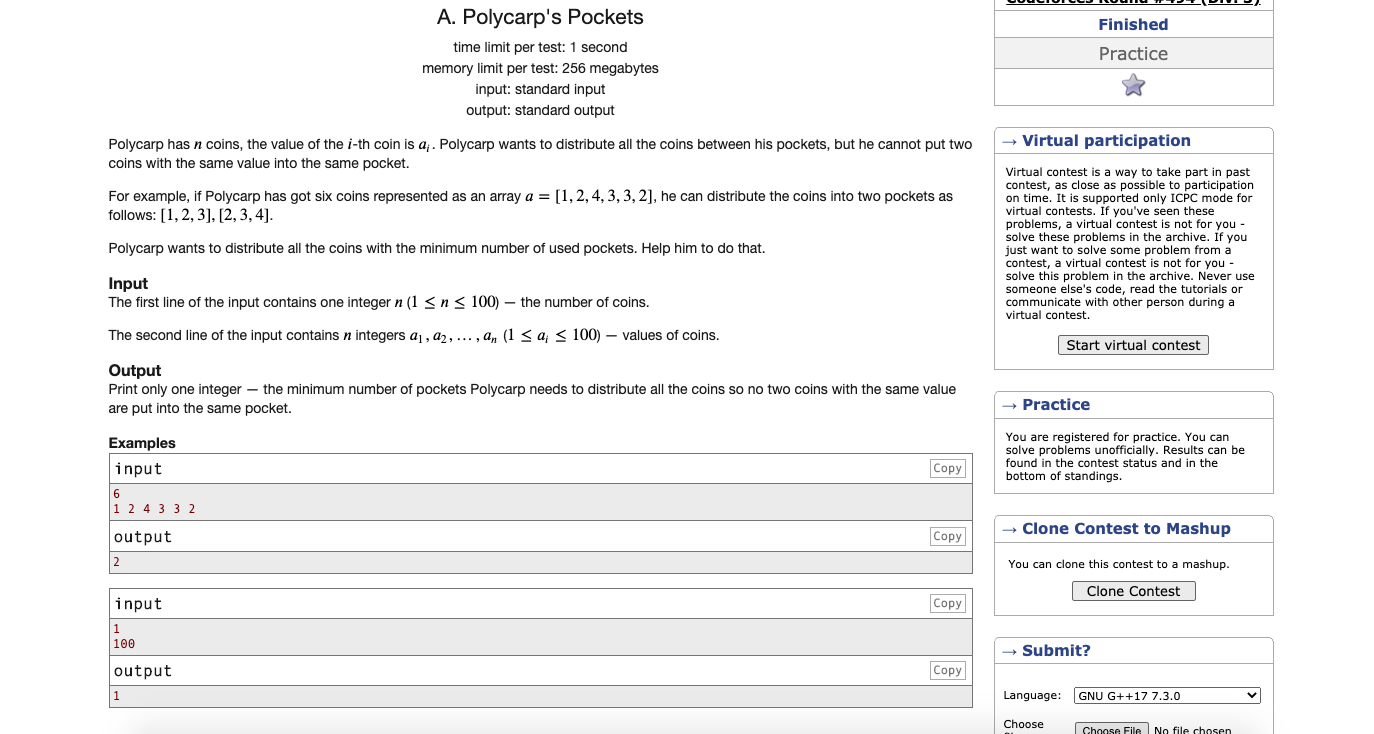 A. Polycarp's Pockets
time limit per test: 1 second
memory limit per test: 256 megabytes
input: standard input
output: standard output
Polycarp has n coins, the value of the i-th coin is a_i. Polycarp wants to distribute all the coins between his pockets, but he cannot put two
coins with the same value into the same pocket.
For example, if Polycarp has got six coins represented as an array a = [1, 2, 4, 3, 3, 2], he can distribute the coins into two pockets as
follows: [1, 2, 3], [2, 3, 4].
Polycarp wants to distribute all the coins with the minimum number of used pockets. Help him to do that.
Input
The first line of the input contains one integer n (1 ≤ n ≤ 100) — the number of coins.
The second line of the input contains n integers a_1, a_2, …, a_n (1 ≤ a_i ≤ 100) — values of coins.
Output
Print only one integer — the minimum number of pockets Polycarp needs to distribute all the coins so no two coins with the same value
are put into the same pocket.
Examples
input Copy
6
1 2 4 3 3 2
output Copy
2
input Copy
1
100
output Copy
1
Codeforces Round #494 (Div. 3)
Finished
Practice
→ Virtual participation
Virtual contest is a way to take part in past
contest, as close as possible to participation
on time. It is supported only ICPC mode for
virtual contests. If you've seen these
problems, a virtual contest is not for you -
solve these problems in the archive. If you
just want to solve some problem from a
contest, a virtual contest is not for you -
solve this problem in the archive. Never use
someone else's code, read the tutorials or
communicate with other person during a
virtual contest.
Start virtual contest
→ Practice
You are registered for practice. You can
solve problems unofficially. Results can be
found in the contest status and in the
bottom of standings.
→ Clone Contest to Mashup
You can clone this contest to a mashup.
Clone Contest
→ Submit?
Language: GNU G++17 7.3.0
Choose
Choose File No file chosen